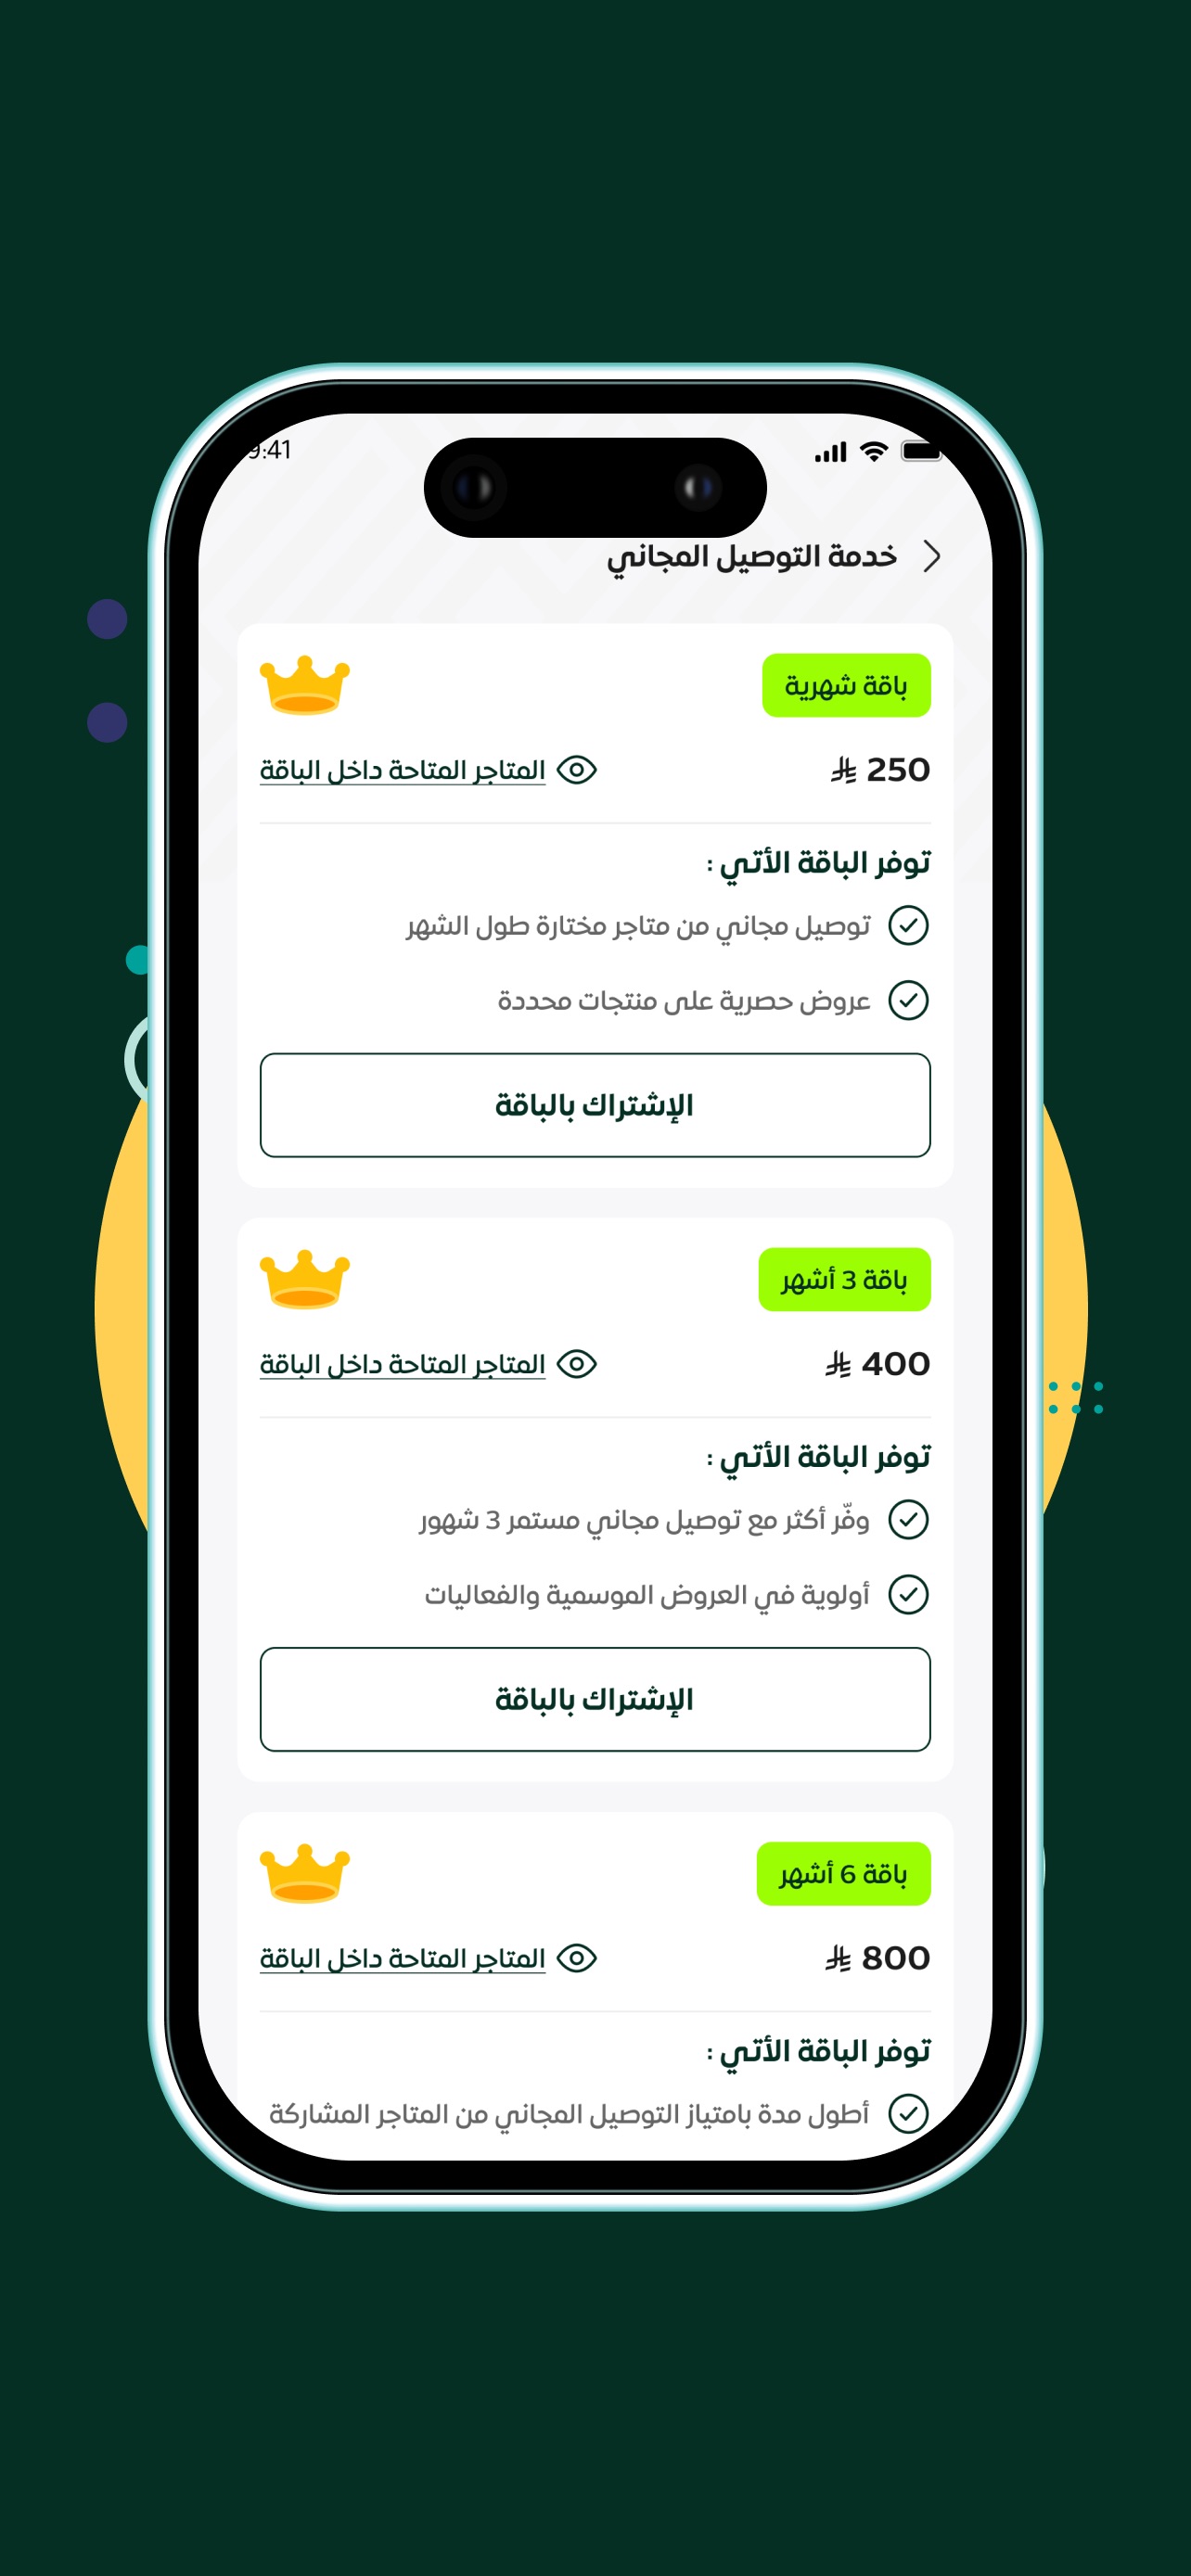 9:41
خدمة التوصيل المجاني
باقة شهرية
250
المتاجر المتاحة داخل الباقة
توفر الباقة الأتي :
توصيل مجاني من متاجر مختارة طول الشهر
عروض حصرية على منتجات محددة
الإشتراك بالباقة
باقة 3 أشهر
400
المتاجر المتاحة داخل الباقة
توفر الباقة الأتي :
وفّر أكثر مع توصيل مجاني مستمر 3 شهور
أولوية في العروض الموسمية والفعاليات
الإشتراك بالباقة
باقة 6 أشهر
800
المتاجر المتاحة داخل الباقة
توفر الباقة الأتي :
أطول مدة بامتياز التوصيل المجاني من المتاجر المشاركة